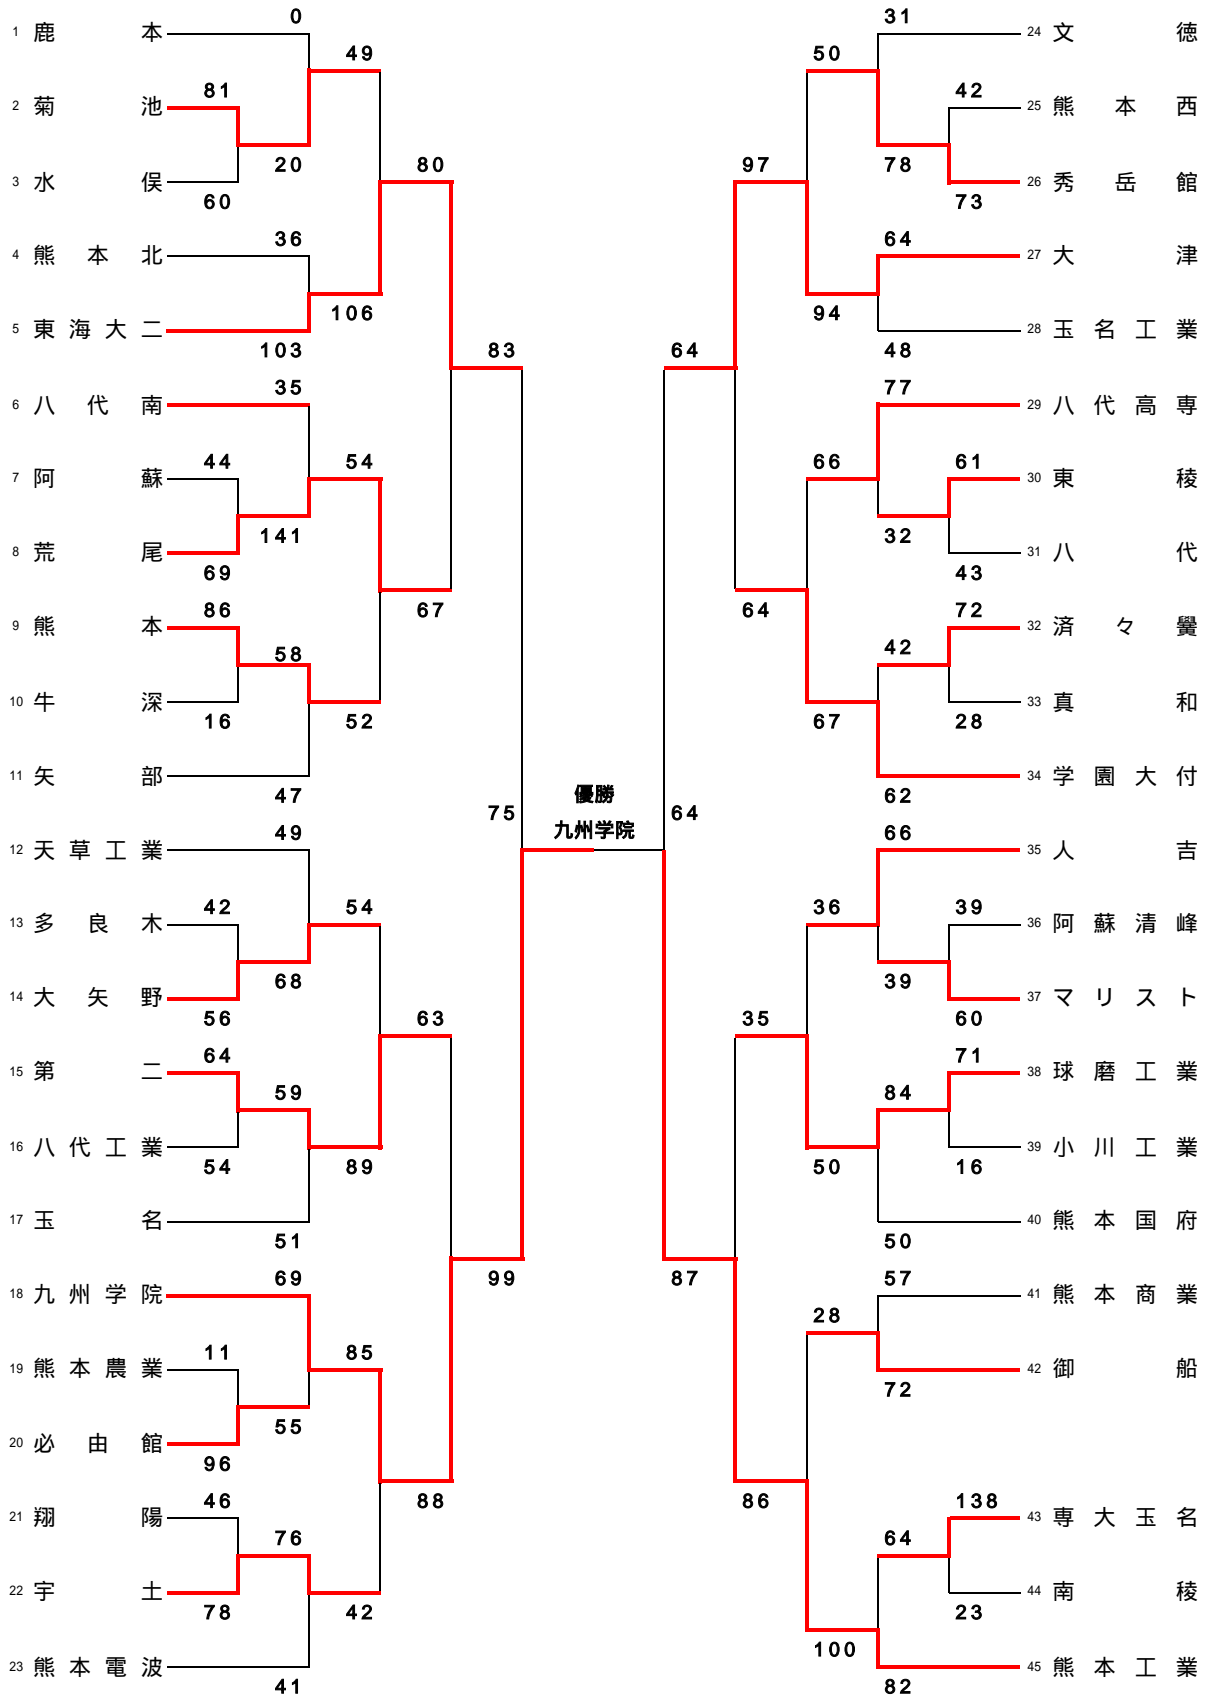 0
1 鹿本
49
81
2 菊池
20
80
3 水俣
60
36
4 熊本北
106
5 東海大二
103
83
35
6 八代南
44
54
7 阿蘇
141
8 荒尾
69
67
86
9 熊本
58
10 牛深
16
52
11 矢部
47
75
49
12 天草工業
42
54
13 多良木
68
14 大矢野
56
63
64
15 第二
59
16 八代工業
54
89
17 玉名
51
69
99
18 九州学院
11
85
19 熊本農業
55
20 必由館
96
88
46
21 翔陽
76
22 宇土
78
42
23 熊本電波
41
優勝
九州学院
31
24 文徳
50
42
25 熊本西
78
97
26 秀岳館
73
64
27 大津
94
28 玉名工業
48
64
77
29 八代高専
66
61
30 東稜
32
31 八代
43
64
72
32 済々黌
42
33 真和
28
67
34 学園大付
62
64
66
35 人吉
36
39
36 阿蘇清峰
39
37 マリスト
60
35
71
38 球磨工業
84
39 小川工業
16
50
40 熊本国府
50
87
57
41 熊本商業
28
42 御船
72
86
138
43 専大玉名
64
44 南稜
23
100
45 熊本工業
82